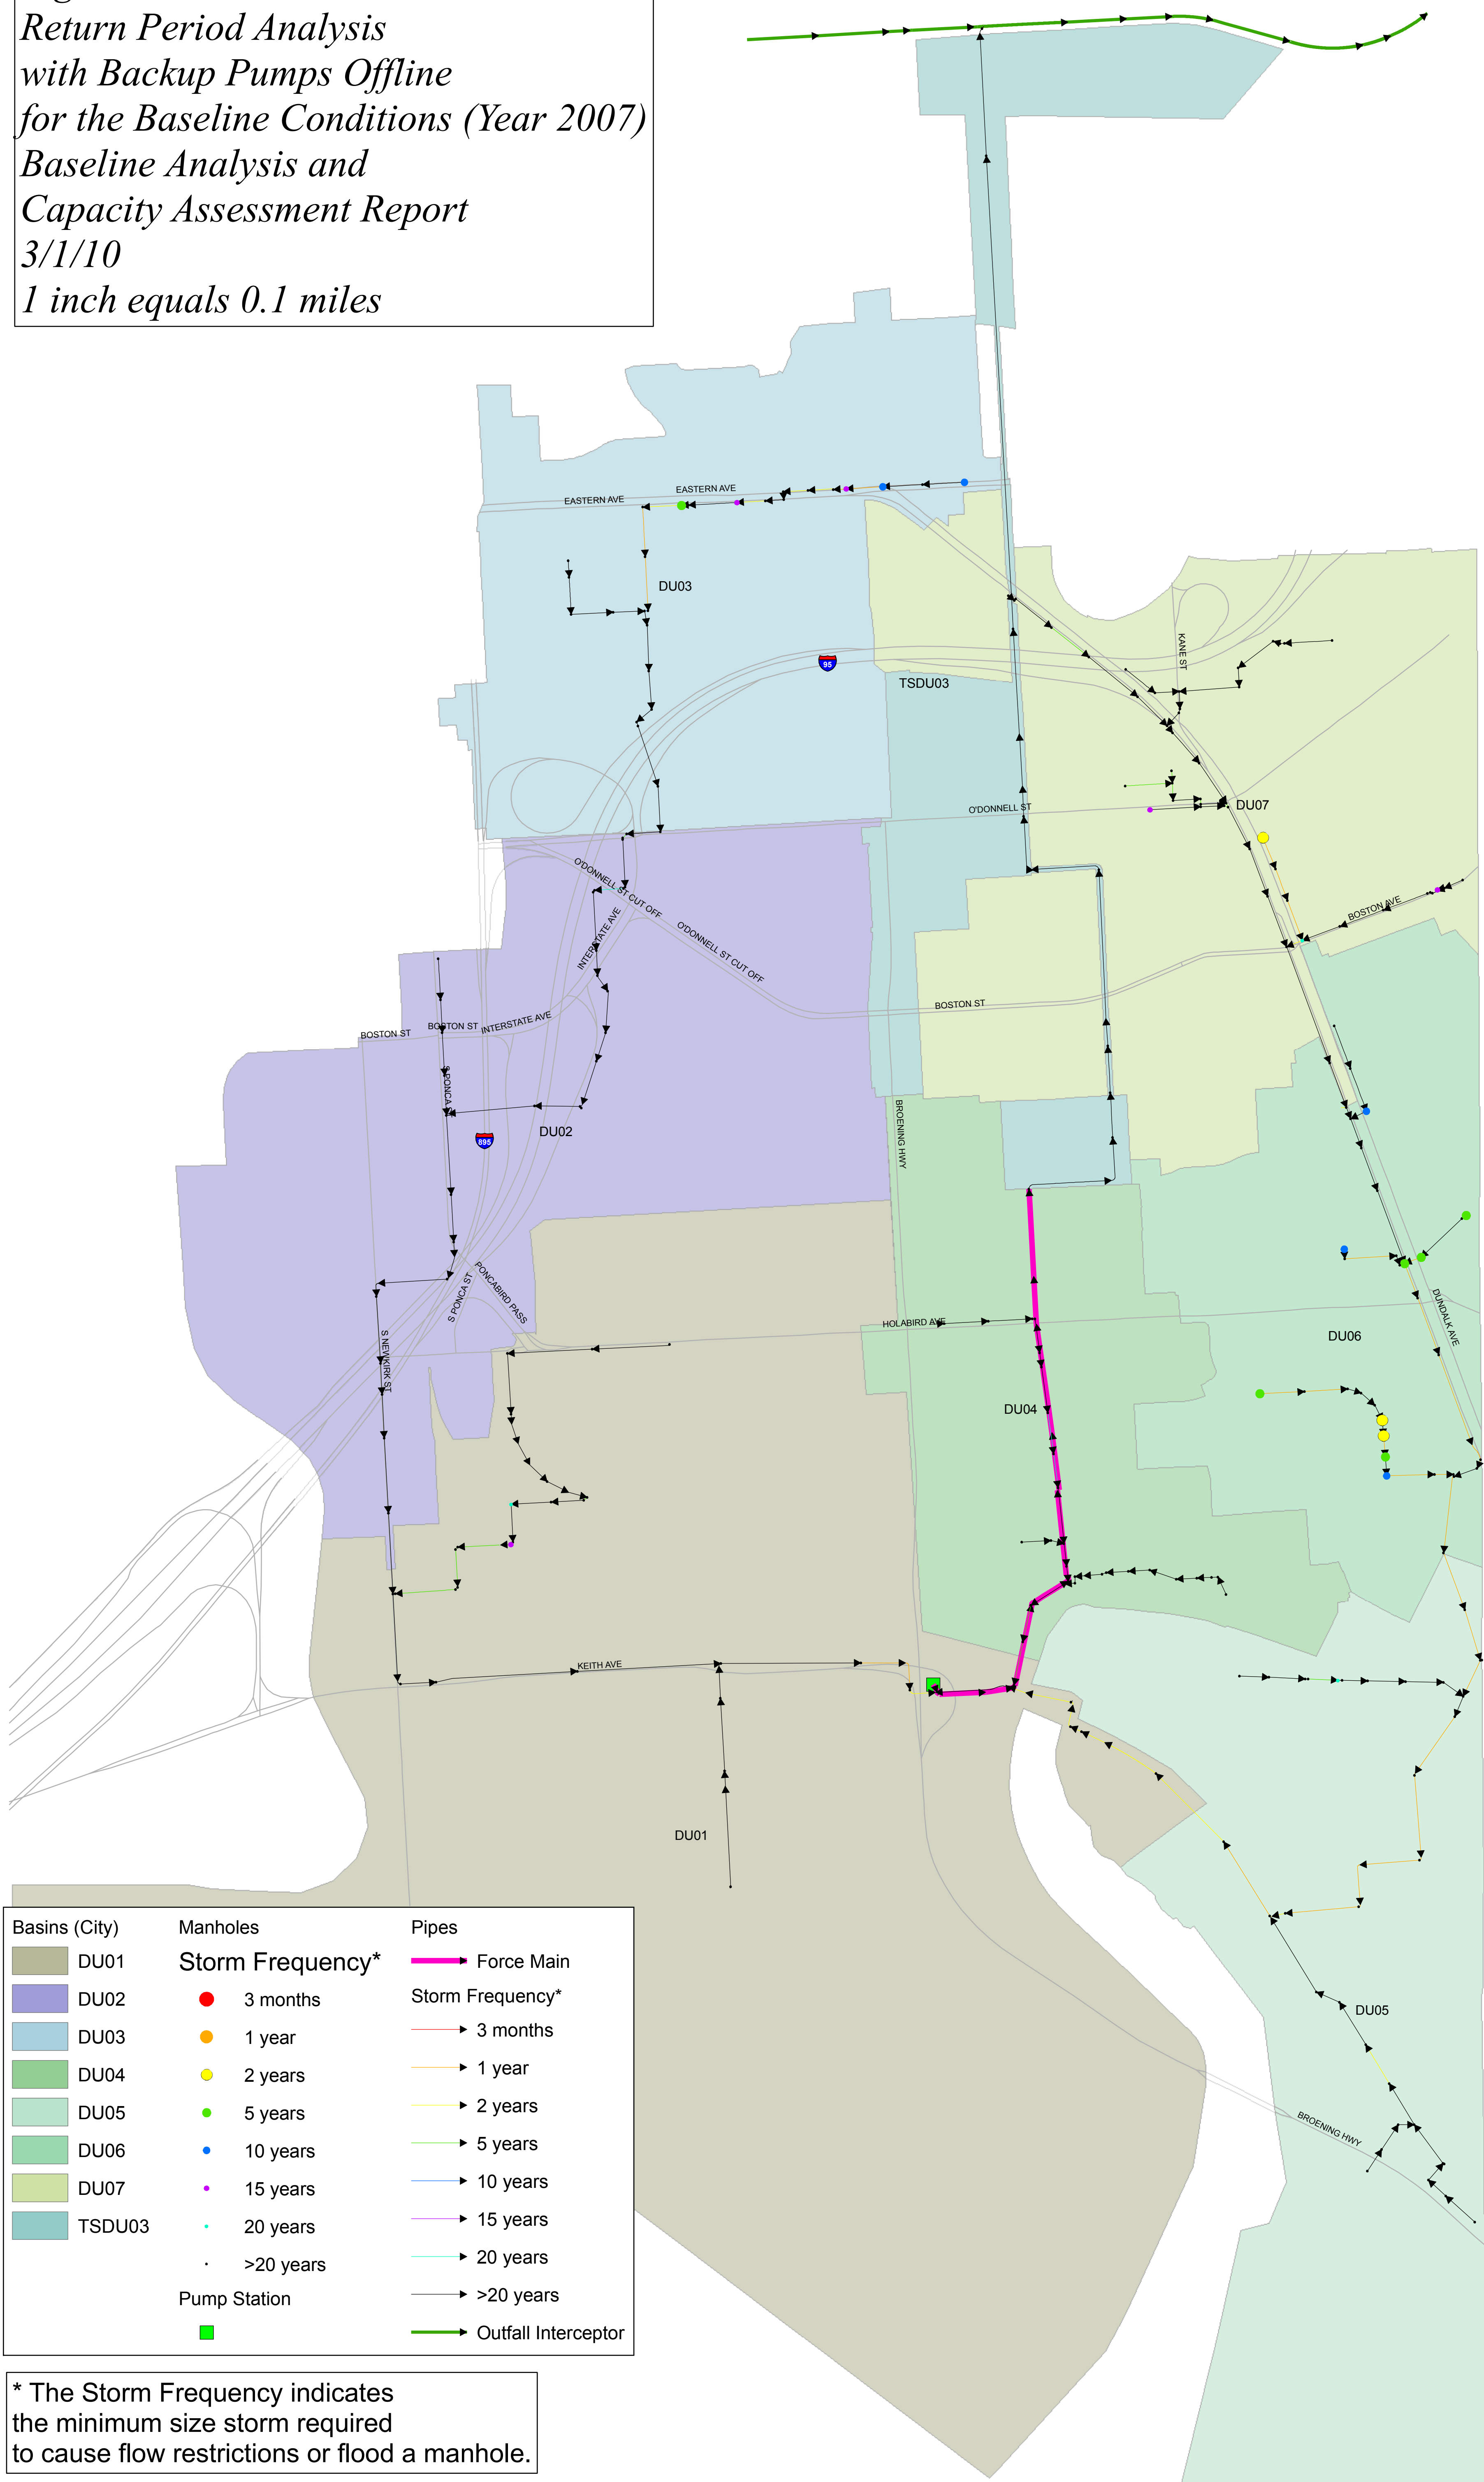 Return Period Analysis
with Backup Pumps Offline
for the Baseline Conditions (Year 2007)
Baseline Analysis and
Capacity Assessment Report
3/1/10
1 inch equals 0.1 miles
EASTERN AVE
EASTERN AVE
DU03
KANE ST
95
TSDU03
O'DONNELL ST
DU07
O'DONNELL ST CUT OFF
O'DONNELL ST CUT OFF
INTERSTATE AVE
BOSTON AVE
BOSTON ST
BOSTON ST
BOSTON ST
INTERSTATE AVE
S PONCA ST
DU02
895
BROENING HWY
PONCABIRD PASS
S PONCA ST
HOLABIRD AVE
DUNDALK AVE
DU06
S NEWKIRK ST
DU04
KEITH AVE
DU01
DU05
BROENING HWY
Basins (City)
DU01
DU02
DU03
DU04
DU05
DU06
DU07
TSDU03
Manholes
Storm Frequency*
3 months
1 year
2 years
5 years
10 years
15 years
20 years
>20 years
Pump Station
Pipes
Force Main
Storm Frequency*
3 months
1 year
2 years
5 years
10 years
15 years
20 years
>20 years
Outfall Interceptor
* The Storm Frequency indicates
the minimum size storm required
to cause flow restrictions or flood a manhole.